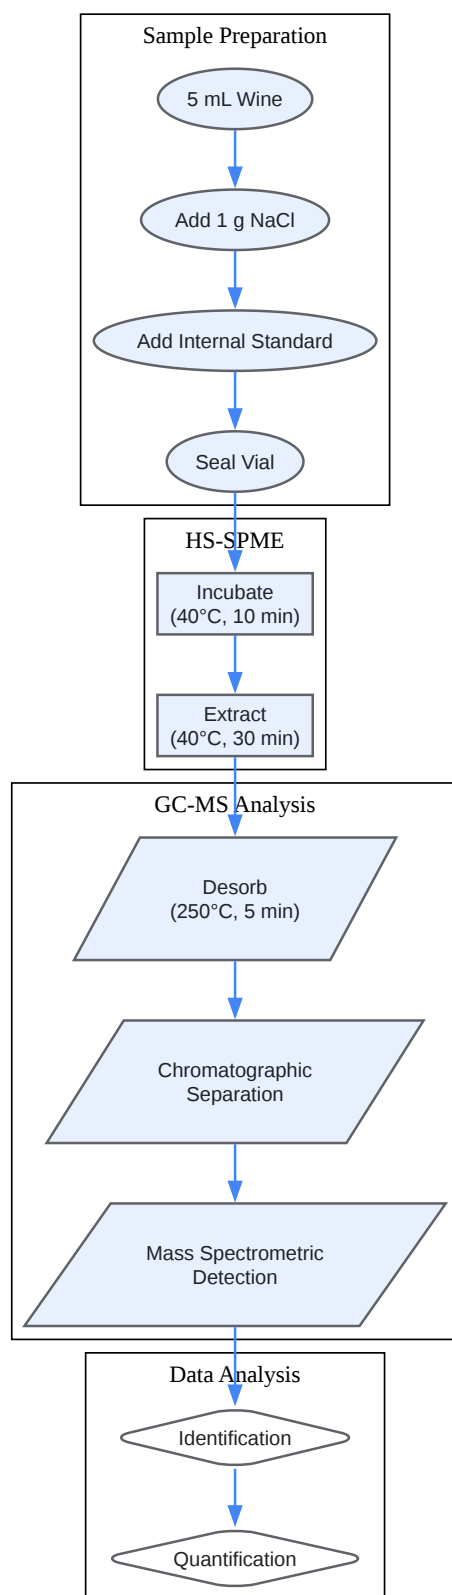 Sample Preparation
5 mL Wine
Add 1 g NaCl
Add Internal Standard
Seal Vial
HS-SPME
Incubate
(40°C, 10 min)
Extract
(40°C, 30 min)
GC-MS Analysis
Desorb
(250°C, 5 min)
Chromatographic
Separation
Mass Spectrometric
Detection
Data Analysis
Identification
Quantification